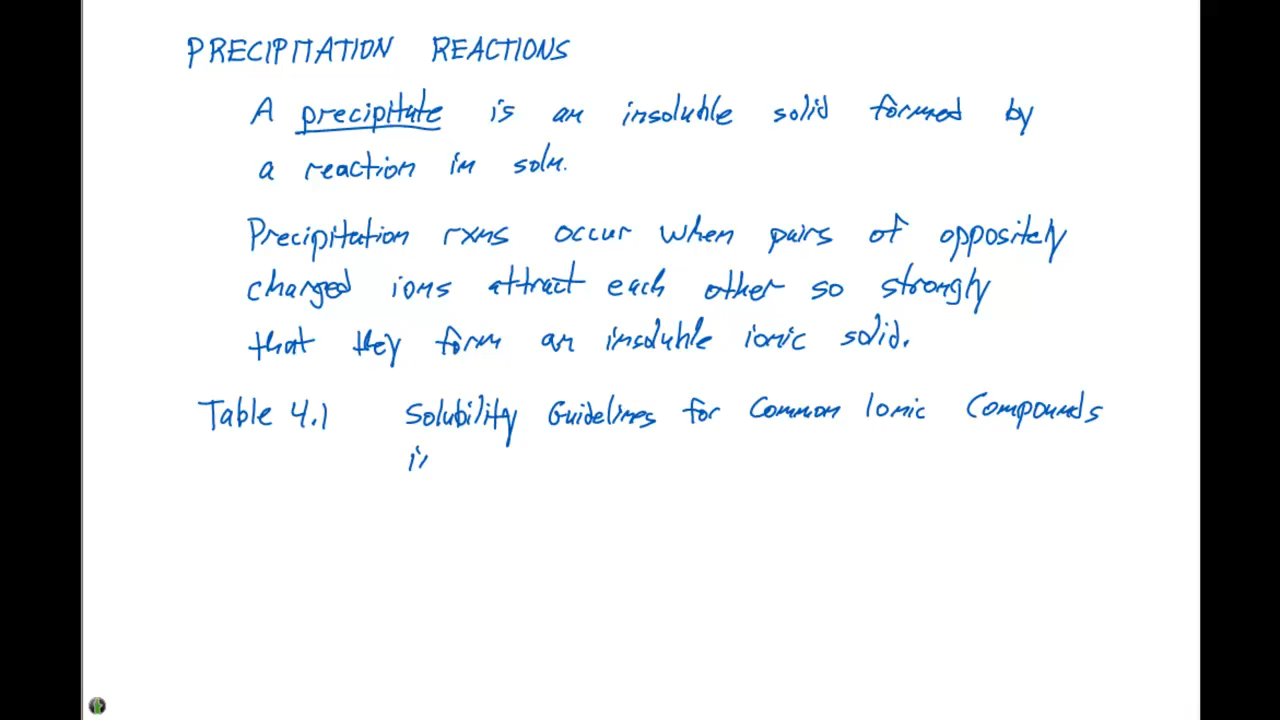 PRECIPITATION REACTIONS
A precipitate is an insoluble solid formed by
a reaction in soln.
Precipitation rxns occur when pairs of oppositely
charged ions attract each other so strongly
that they form an insoluble ionic solid.
Table 4.1 Solubility Guidelines for Common Ionic Compounds